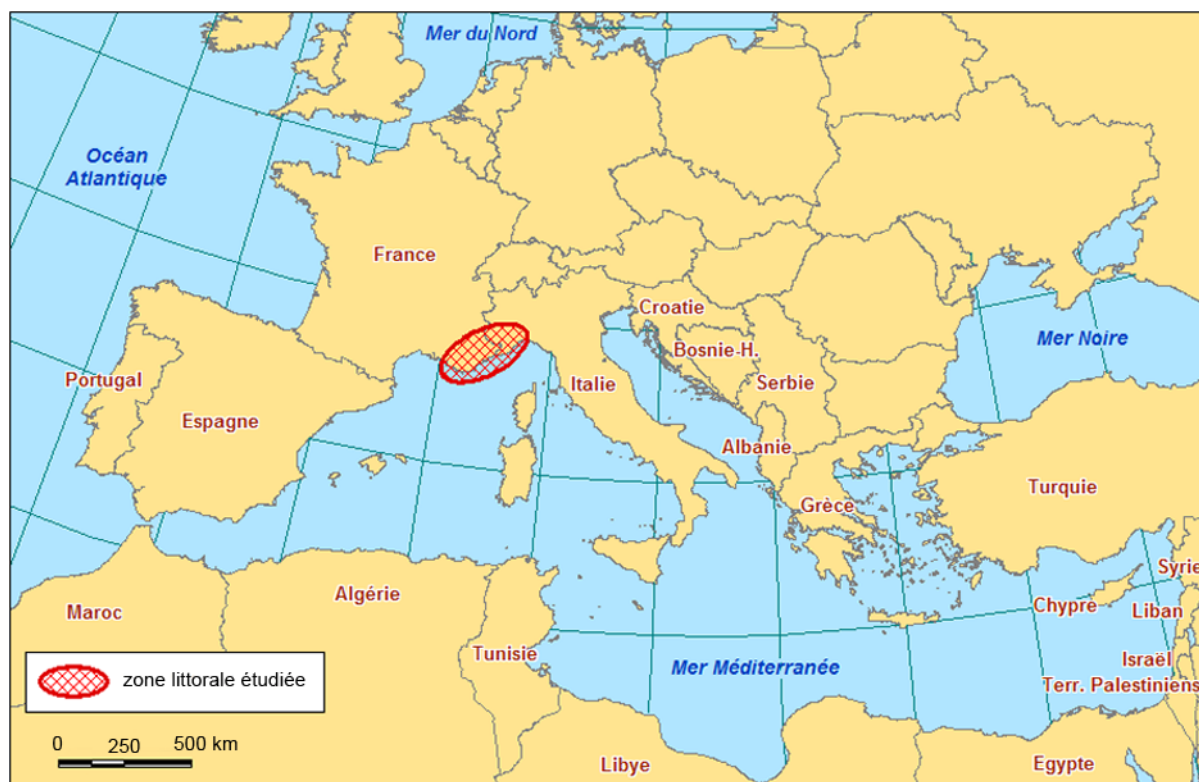 Mer du Nord
Océan
Atlantique
France
Croatie
Bosnie-H.
Mer Noire
Portugal
Italie
Serbie
Espagne
Albanie
Turquie
Grèce
Syrie
Algérie
Maroc
Chypre
Liban
Tunisie
Mer Méditerranée
Israël
zone littorale étudiée
Terr. Palestiniens
0 250 500 km
Libye
Egypte